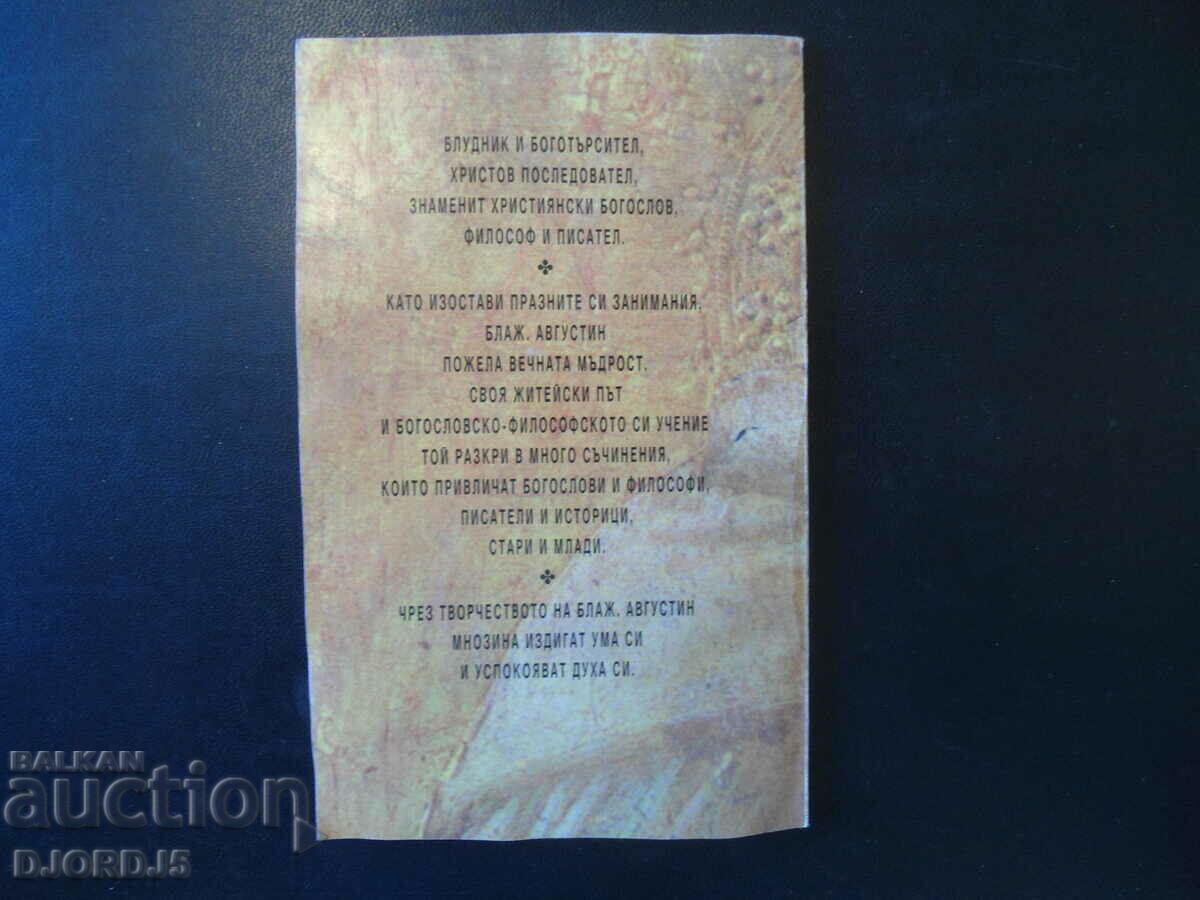 БЛУДНИК И БОГОТЪРСИТЕЛ,
ХРИСТОВ ПОСЛЕДОВАТЕЛ,
ЗНАМЕНИТ ХРИСТИЯНСКИ БОГОСЛОВ,
ФИЛОСОФ И ПИСАТЕЛ.
КАТО ИЗОСТАВИ ПРАЗНИТЕ СИ ЗАНИМАНИЯ,
БЛАЖ. АВГУСТИН
ПОЖЕЛА ВЕЧНАТА МЪДРОСТ.
СВОЯ ЖИТЕЙСКИ ПЪТ
И БОГОСЛОВСКО-ФИЛОСОФСКОТО СИ УЧЕНИЕ
ТОЙ РАЗКРИ В МНОГО СЪЧИНЕНИЯ,
КОИТО ПРИВЛИЧАТ БОГОСЛОВИ И ФИЛОСОФИ,
ПИСАТЕЛИ И ИСТОРИЦИ,
СТАРИ И МЛАДИ.
ЧРЕЗ ТВОРЧЕСТВОТО НА БЛАЖ. АВГУСТИН
МНОЗИНА ИЗДИГАТ УМА СИ
И УСПОКОЯВАТ ДУХА СИ.
BALKAN
auction
DJORDJ5